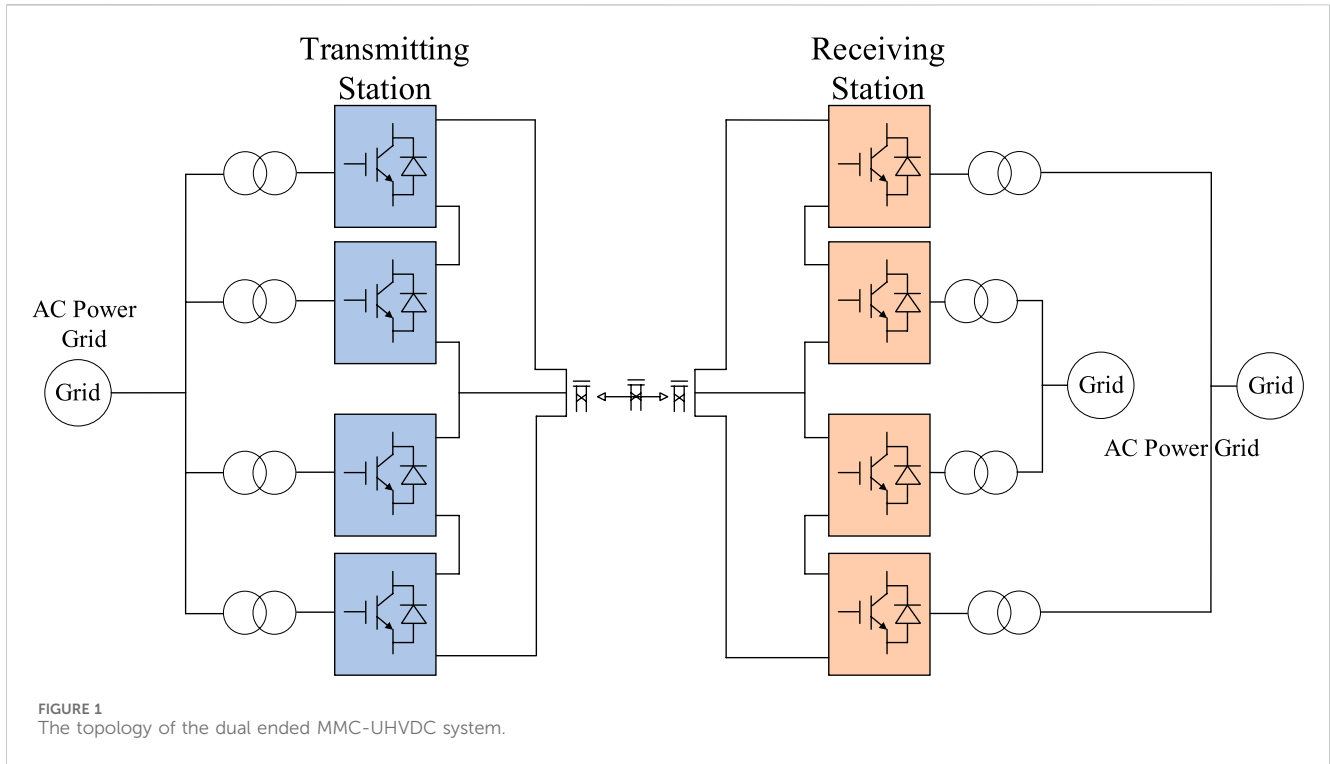 Transmitting
Station
Receiving
Station
AC Power
Grid
Grid
Grid
Grid
AC Power Grid
FIGURE 1
The topology of the dual ended MMC-UHVDC system.